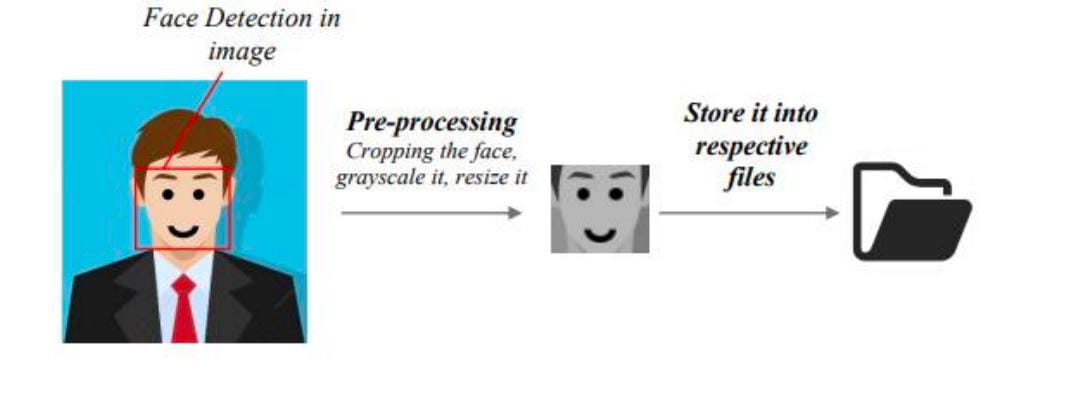 Face Detection in
image
Pre-processing
Cropping the face,
grayscale it, resize it
Store it into
respective
files